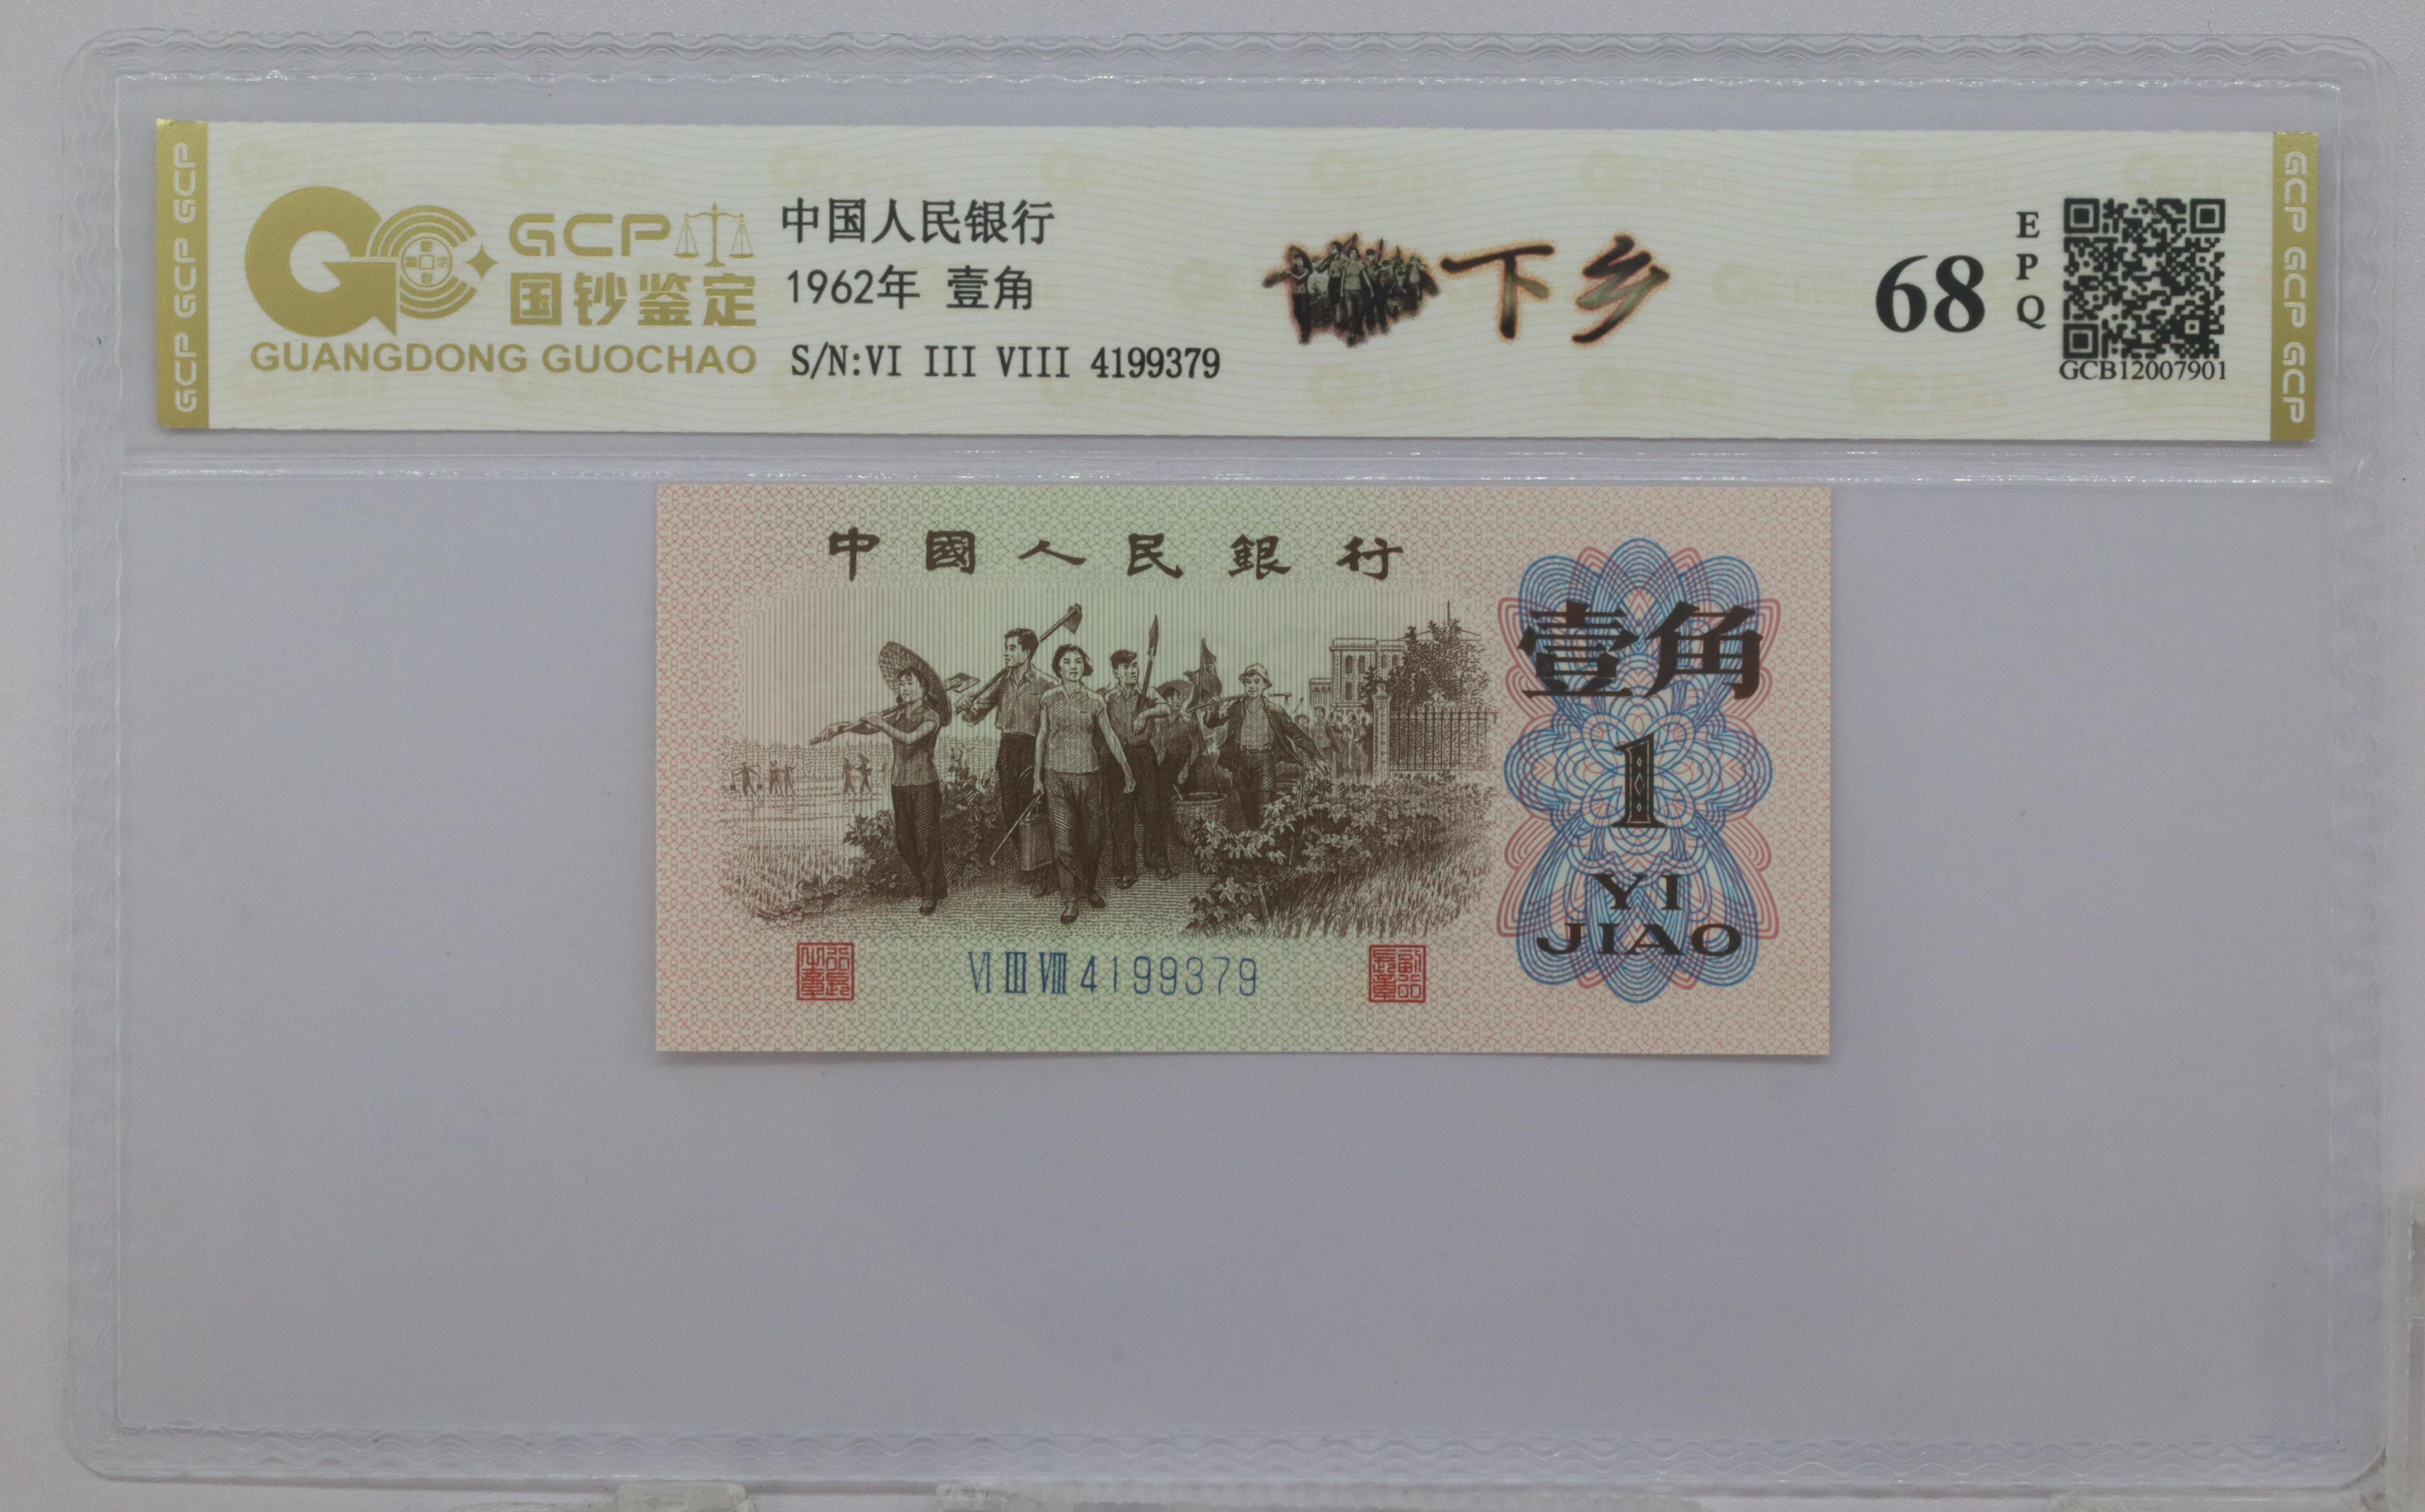 GCP GCP GCP
GCP
国钞鉴定
GUANGDONG GUOCHAO
中国人民银行
1962年 壹角
S/N:VI III VIII 4199379
下乡
68
EPQ
GCB12007901
GCP GCP GCP
中國人民銀行
壹角
1
YI
JIAO
VI III VIII 4199379